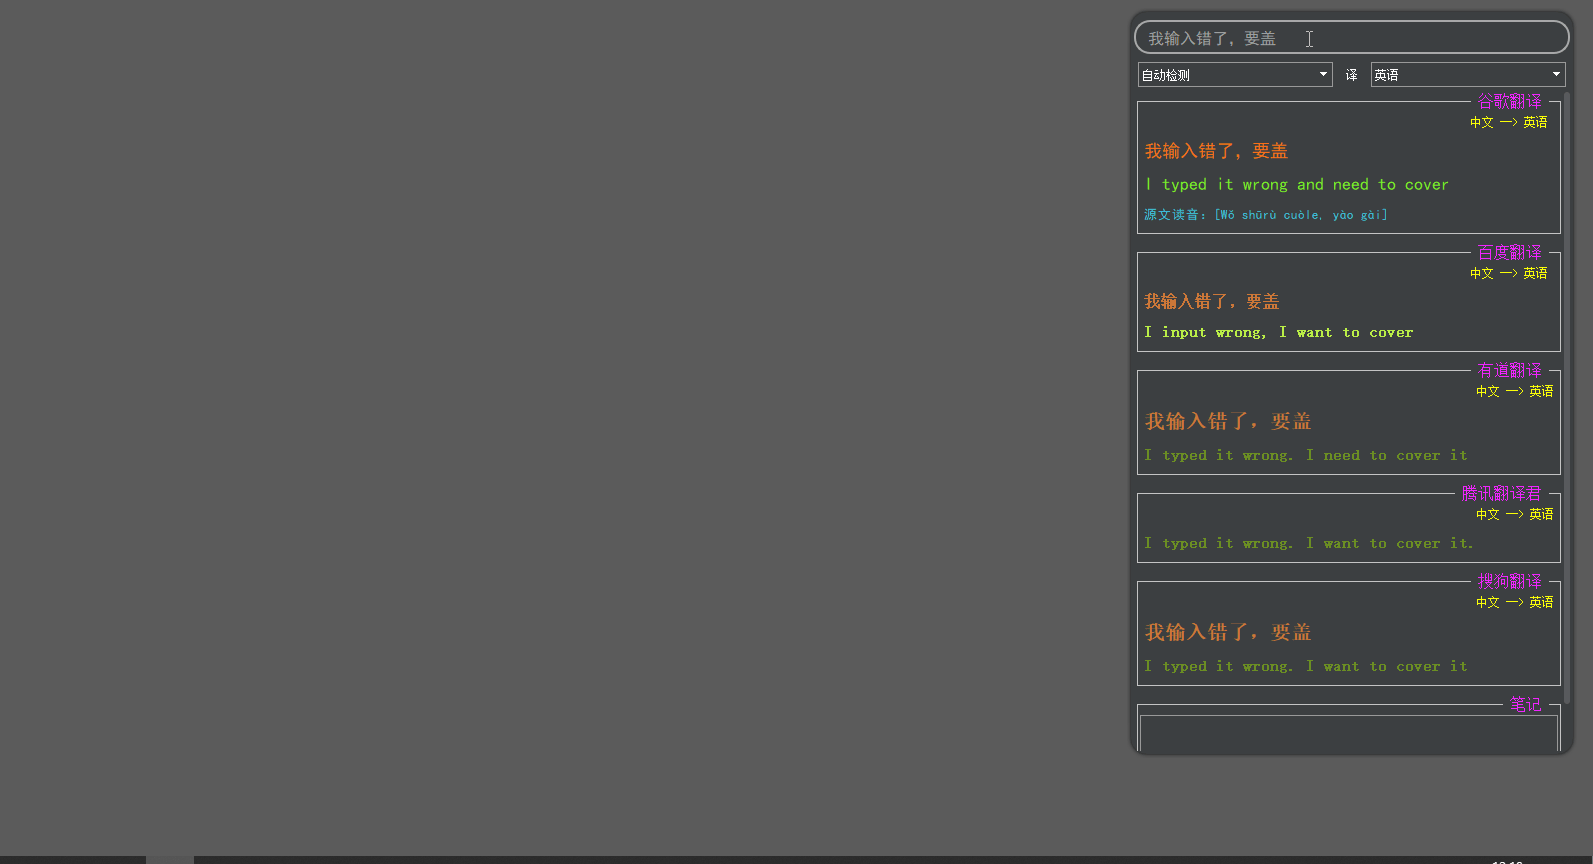 我输入错了，要盖
自动检测 译 英语
谷歌翻译
中文 一> 英语
我输入错了，要盖
I typed it wrong and need to cover
源文读音：[Wǒ shūrù cuòle, yào gài]
百度翻译
中文 一> 英语
我输入错了，要盖
I input wrong, I want to cover
有道翻译
中文 一> 英语
我输入错了，要盖
I typed it wrong. I need to cover it
腾讯翻译君
中文 一> 英语
I typed it wrong. I want to cover it.
搜狗翻译
中文 一> 英语
我输入错了，要盖
I typed it wrong. I want to cover it
笔记